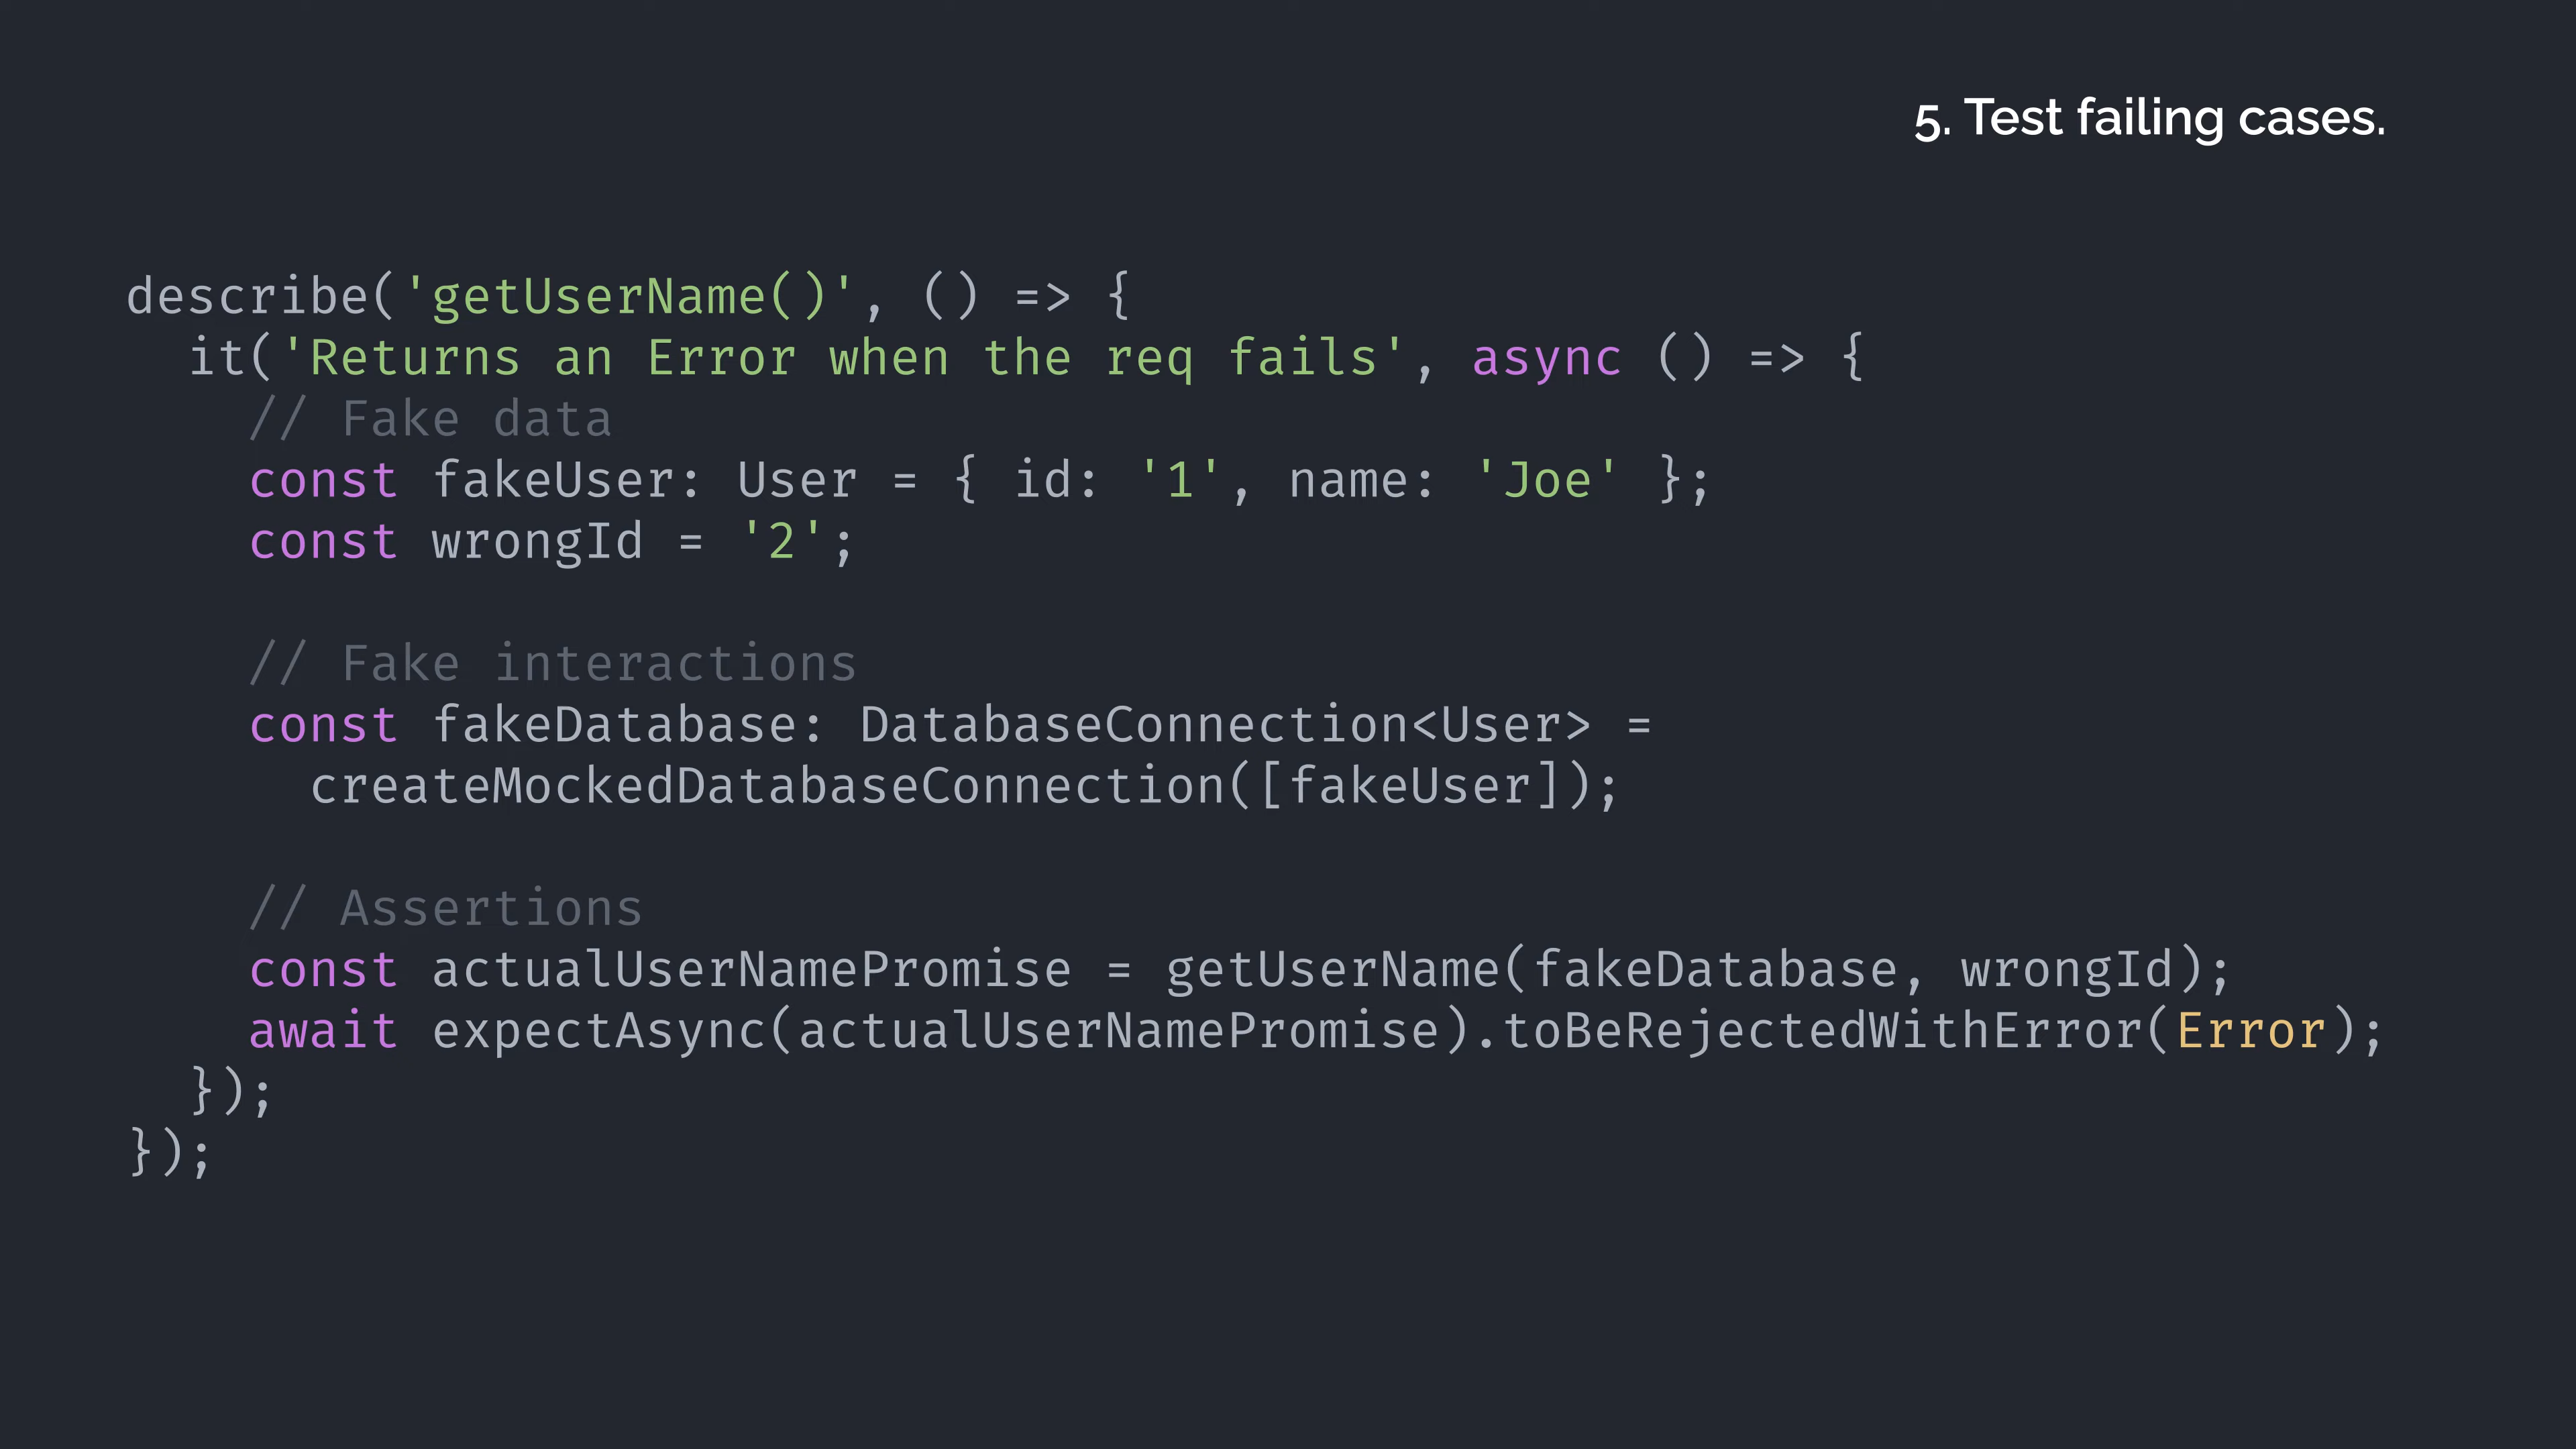 5. Test failing cases.
describe('getUserName()', () => {
  it('Returns an Error when the req fails', async () => {
    // Fake data
    const fakeUser: User = { id: '1', name: 'Joe' };
    const wrongId = '2';
    // Fake interactions
    const fakeDatabase: DatabaseConnection<User> =
      createMockedDatabaseConnection([fakeUser]);
    // Assertions
    const actualUserNamePromise = getUserName(fakeDatabase, wrongId);
    await expectAsync(actualUserNamePromise).toBeRejectedWithError(Error);
  });
});